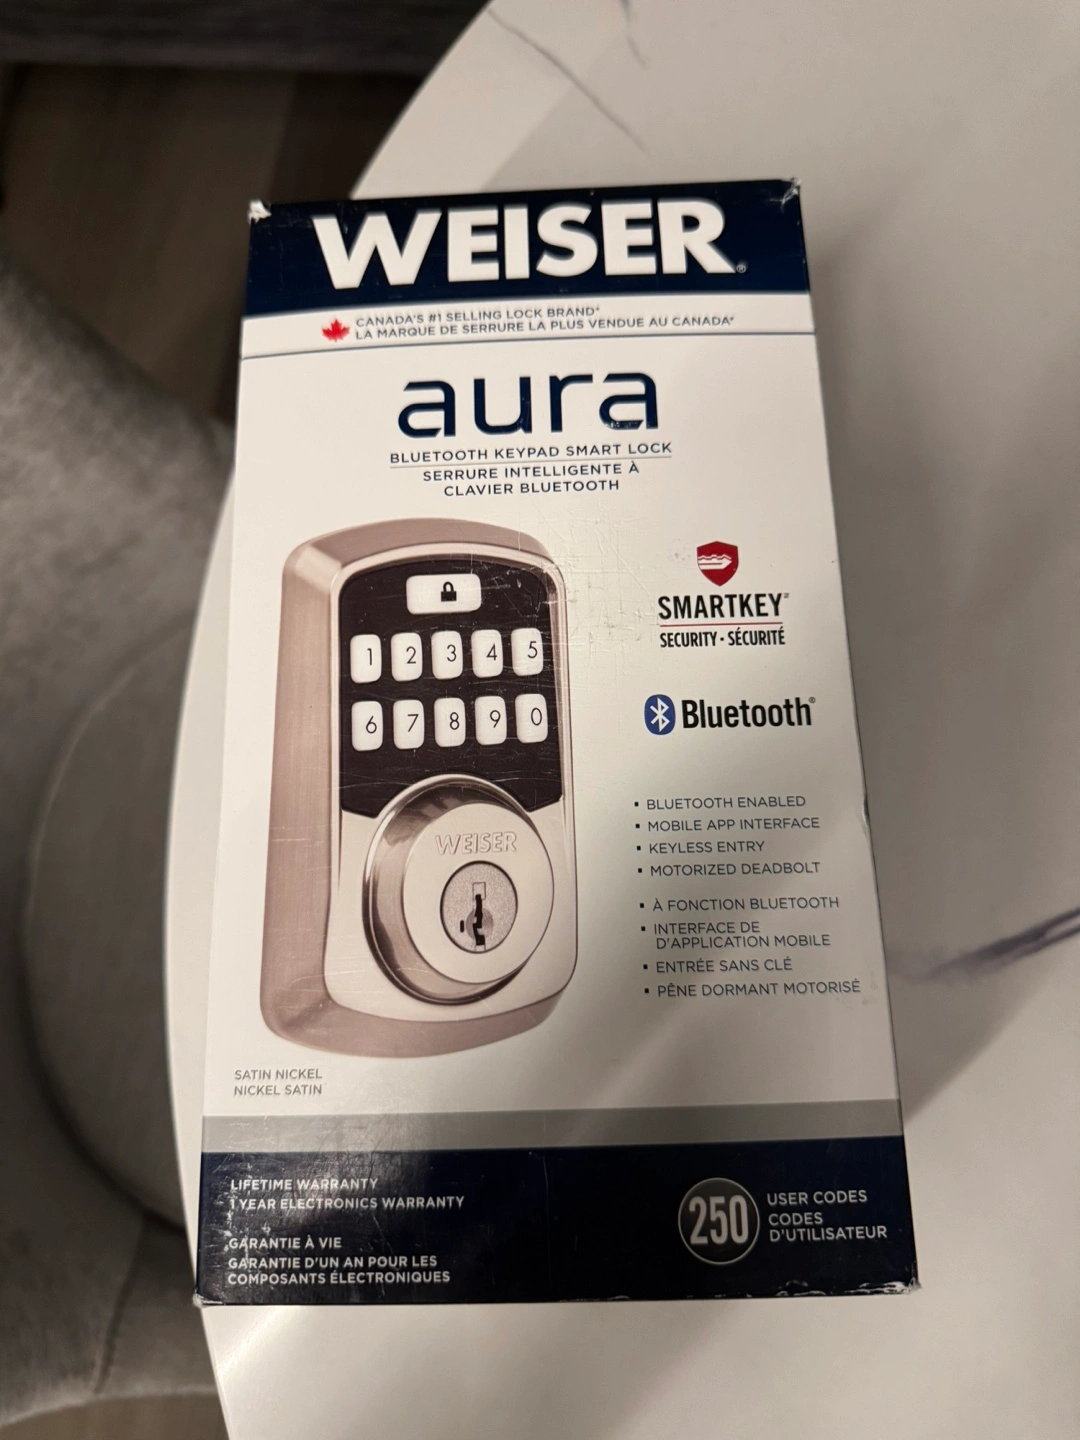 WEISER®
CANADA'S #1 SELLING LOCK BRAND*
LA MARQUE DE SERRURE LA PLUS VENDUE AU CANADA*
aura
BLUETOOTH KEYPAD SMART LOCK
SERRURE INTELLIGENTE À
CLAVIER BLUETOOTH
SMARTKEY
SECURITY • SÉCURITÉ
Bluetooth®
1 2 3 4 5
6 7 8 9 0
WEISER
▪ BLUETOOTH ENABLED
▪ MOBILE APP INTERFACE
▪ KEYLESS ENTRY
▪ MOTORIZED DEADBOLT
▪ À FONCTION BLUETOOTH
▪ INTERFACE DE
D'APPLICATION MOBILE
▪ ENTRÉE SANS CLÉ
▪ PÊNE DORMANT MOTORISÉ
SATIN NICKEL
NICKEL SATIN
LIFETIME WARRANTY
1 YEAR ELECTRONICS WARRANTY
GARANTIE À VIE
GARANTIE D'UN AN POUR LES
COMPOSANTS ÉLECTRONIQUES
250
USER CODES
CODES
D'UTILISATEUR